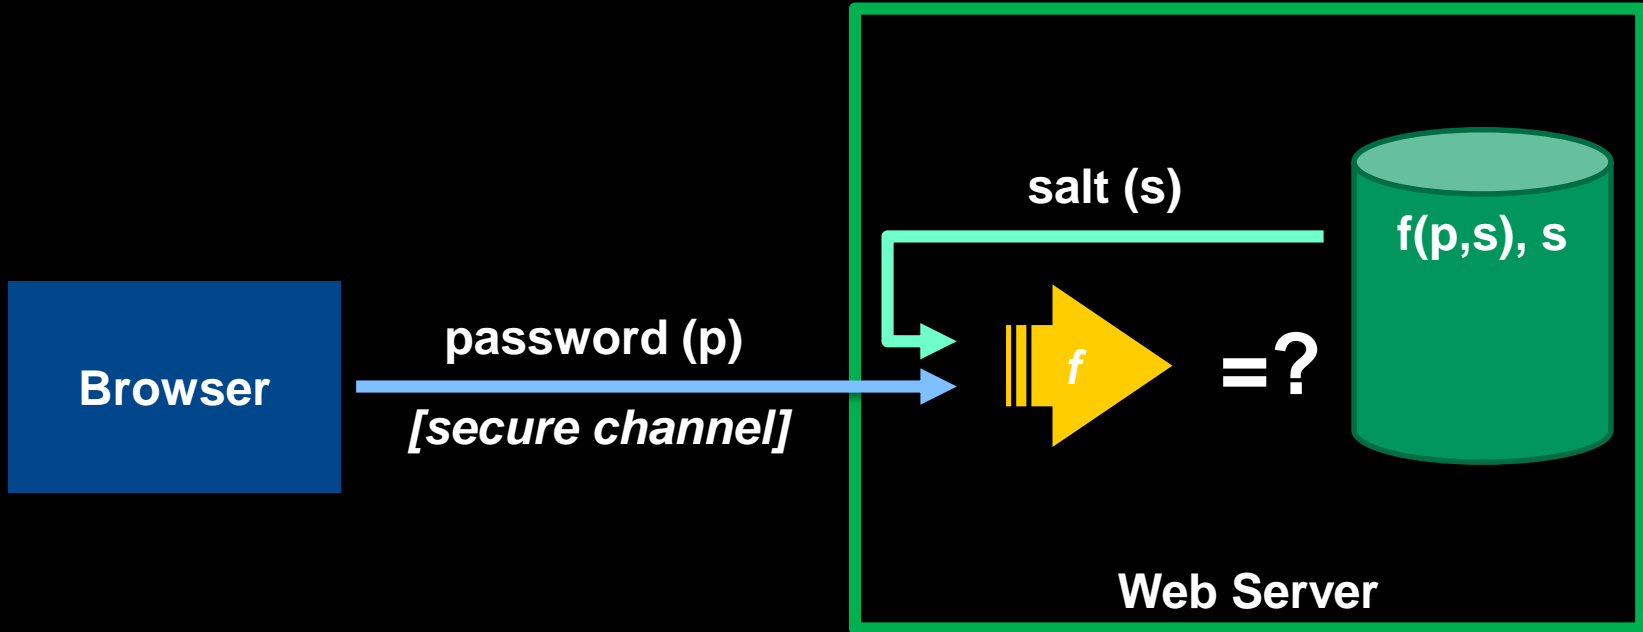 salt (s)
f(p,s), s
password (p)
Browser
[secure channel]
f
=?
Web Server